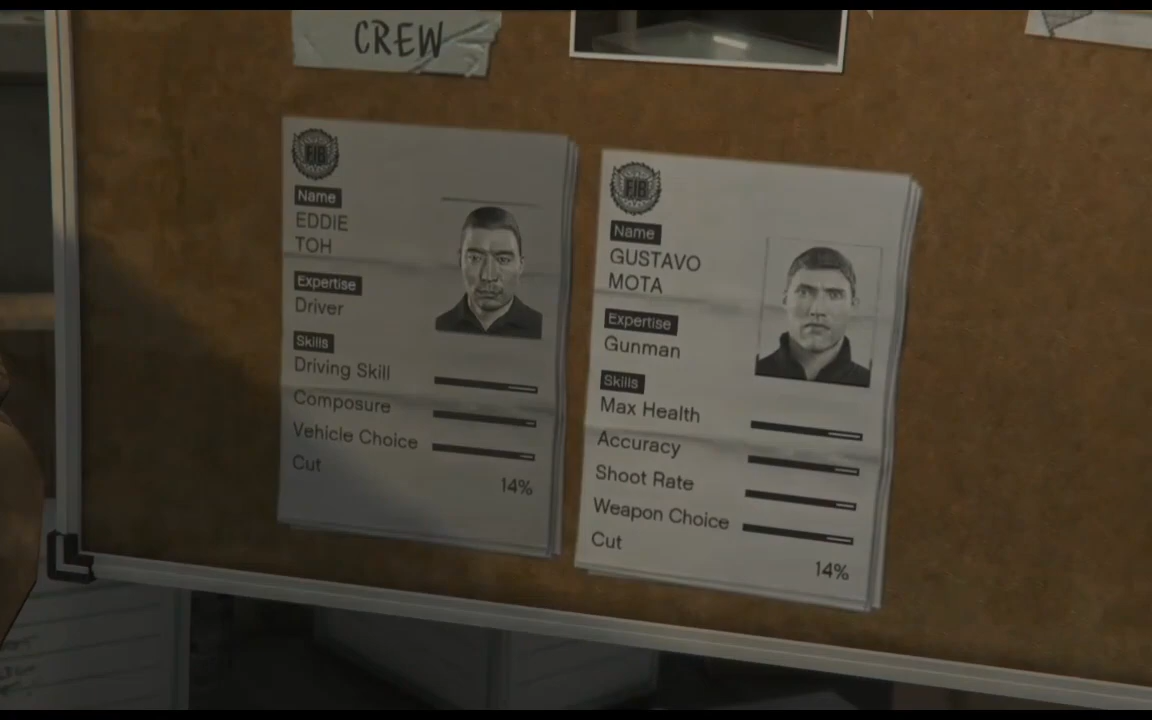 CREW
FIB
Name
EDDIE
TOH
Expertise
Driver
Skills
Driving Skill
Composure
Vehicle Choice
Cut
14%
FIB
Name
GUSTAVO
MOTA
Expertise
Gunman
Skills
Max Health
Accuracy
Shoot Rate
Weapon Choice
Cut
14%